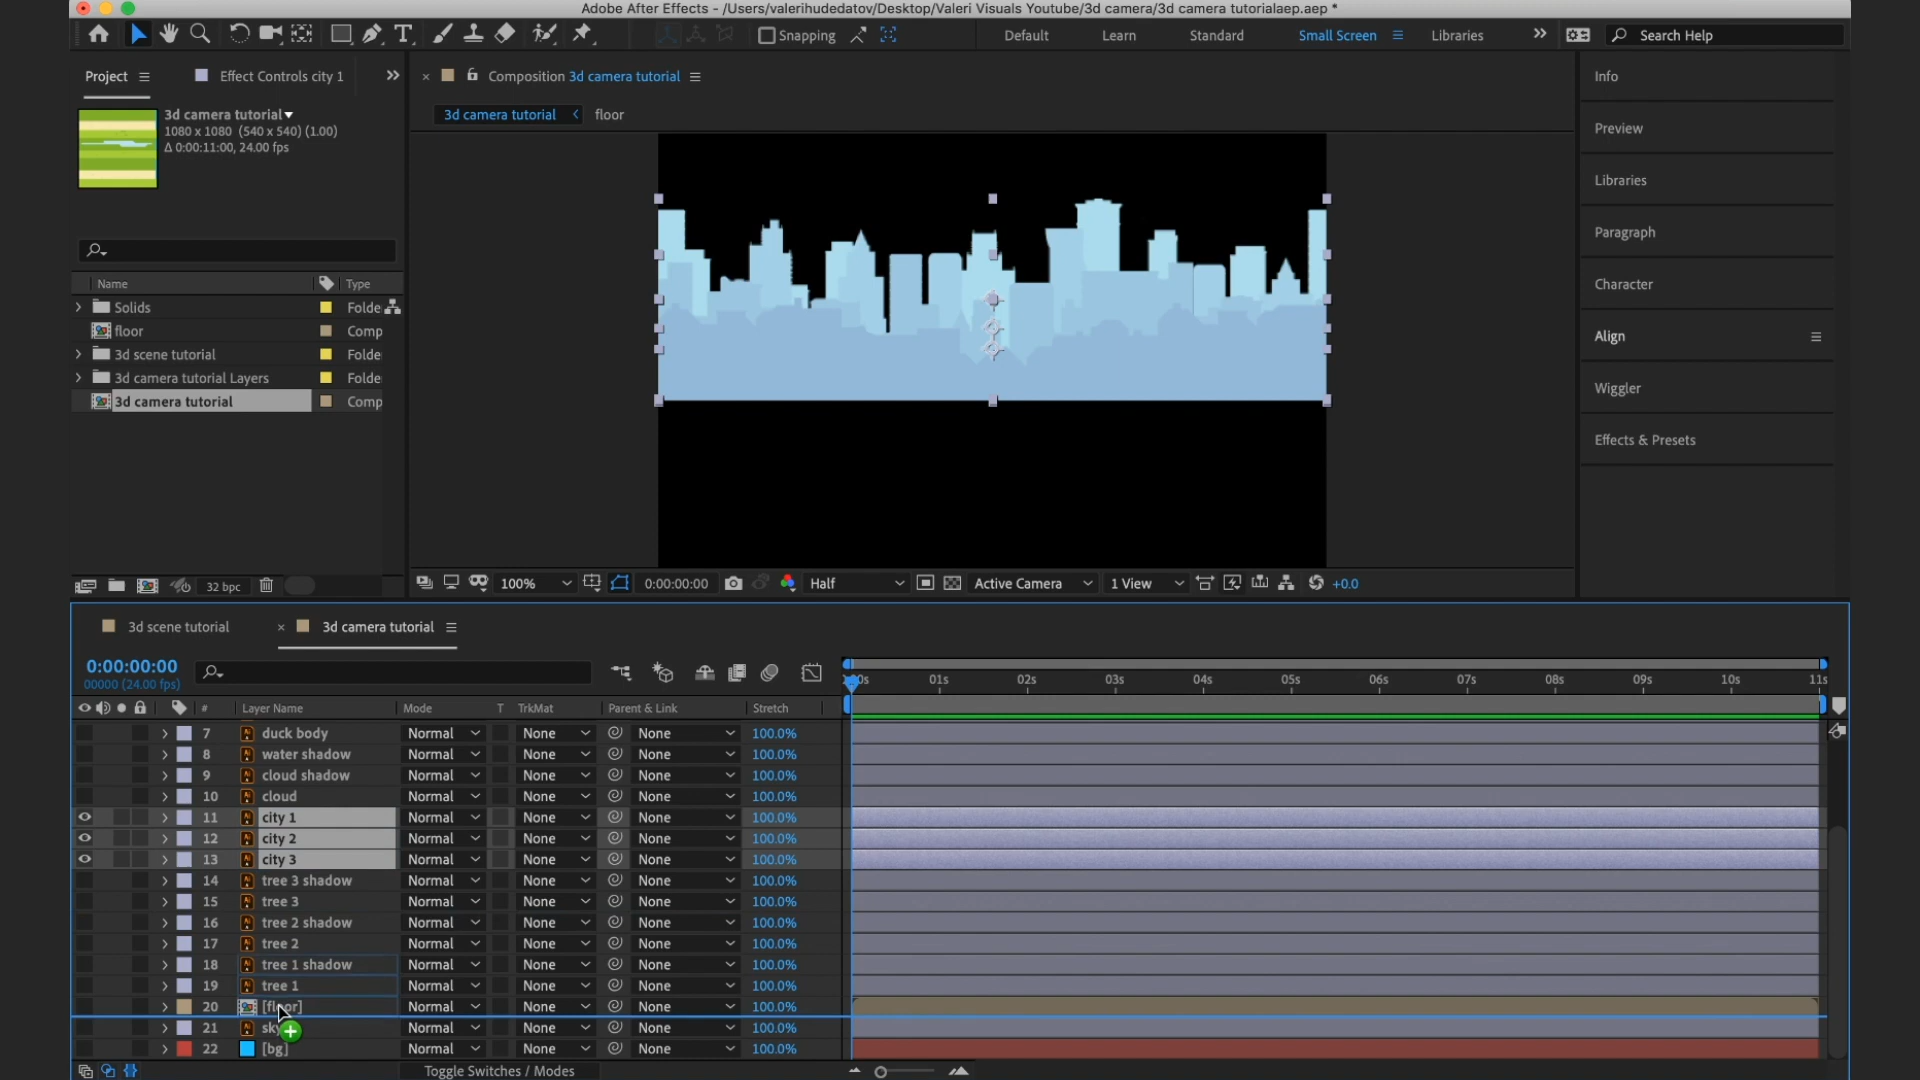 Adobe After Effects - /Users/valerihudedatov/Desktop/Valeri Visuals Youtube/3d camera/3d camera tutorialaep.aep *
Snapping
Default
Learn
Standard
Small Screen
Libraries
Search Help
Project
Effect Controls city 1
Composition 3d camera tutorial
3d camera tutorial
floor
3d camera tutorial
1080 x 1080 (540 x 540) (1.00)
Δ 0:00:11:00, 24.00 fps
Name
Type
Solids
Folde
floor
Comp
3d scene tutorial
Folde
3d camera tutorial Layers
Folde
3d camera tutorial
Comp
32 bpc
100%
0:00:00:00
Half
Active Camera
1 View
+0.0
Info
Preview
Libraries
Paragraph
Character
Align
Wiggler
Effects & Presets
3d scene tutorial
3d camera tutorial
0:00:00:00
00000 (24.00 fps)
01s 02s 03s 04s 05s 06s 07s 08s 09s 10s 11s
# Layer Name Mode T TrkMat Parent & Link Stretch
7 duck body Normal None None 100.0%
8 water shadow Normal None None 100.0%
9 cloud shadow Normal None None 100.0%
10 cloud Normal None None 100.0%
11 city 1 Normal None None 100.0%
12 city 2 Normal None None 100.0%
13 city 3 Normal None None 100.0%
14 tree 3 shadow Normal None None 100.0%
15 tree 3 Normal None None 100.0%
16 tree 2 shadow Normal None None 100.0%
17 tree 2 Normal None None 100.0%
18 tree 1 shadow Normal None None 100.0%
19 tree 1 Normal None None 100.0%
20 [floor] Normal None None 100.0%
21 sky Normal None None 100.0%
22 [bg] Normal None None 100.0%
Toggle Switches / Modes